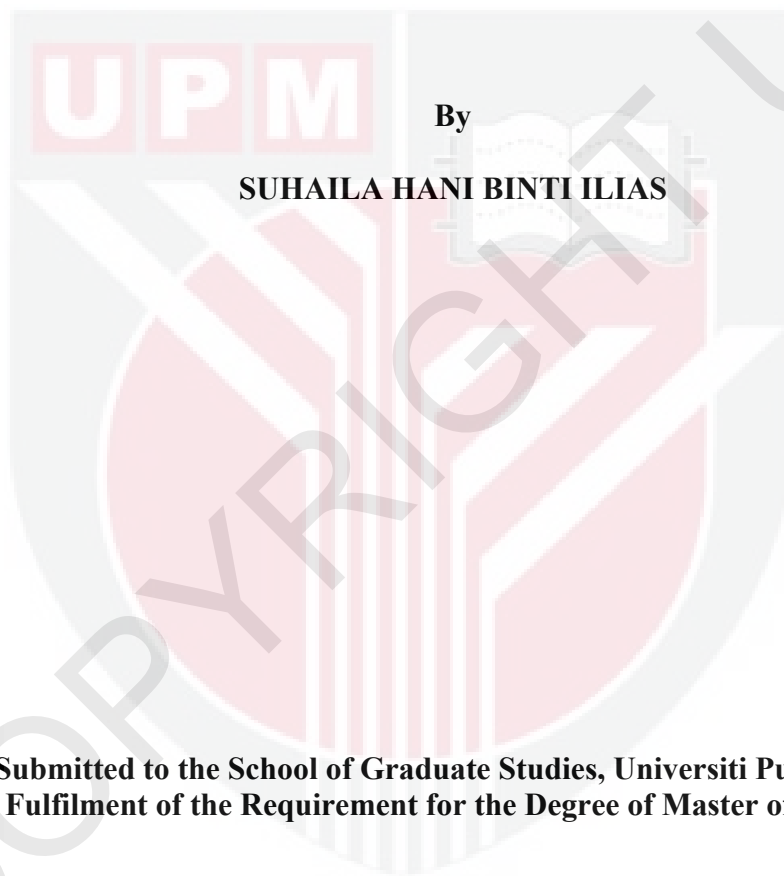 UPM
By
SUHAILA HANI BINTI ILIAS
Submitted to the School of Graduate Studies, Universiti
Fulfilment of the Requirement for the Degree of Master
COPYRIGHT